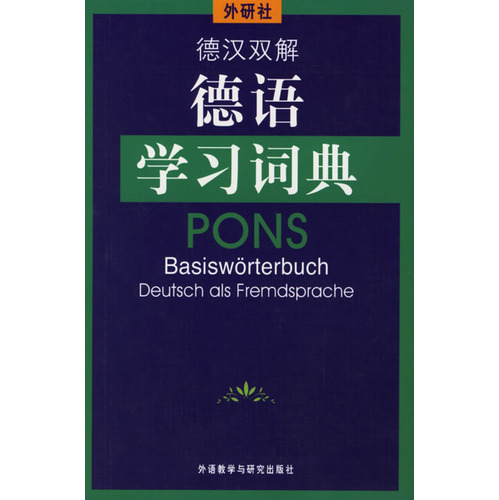 外研社
德汉双解
德语
学习词典
PONS
Basiswörterbuch
Deutsch als Fremdsprache
外语教学与研究出版社